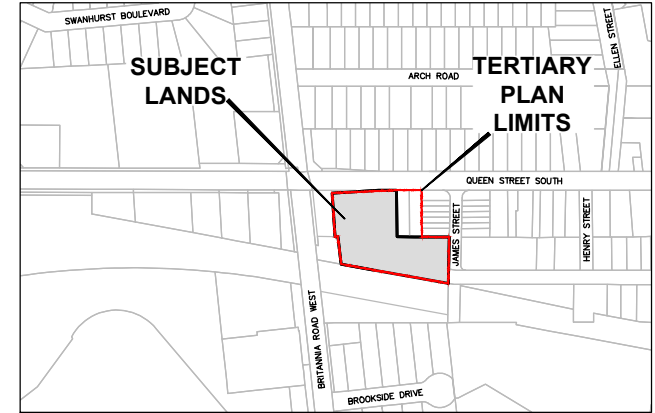 SWANHURST BOULEVARD
ELLEN STREET
SUBJECT
LANDS
ARCH ROAD
TERTIARY
PLAN
LIMITS
QUEEN STREET SOUTH
JAMES STREET
HENRY STREET
BRITANNIA ROAD WEST
BROOKSIDE DRIVE